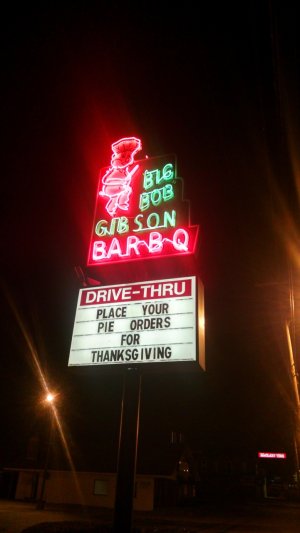 BIG
BOB
GIBSON
BAR-B-Q
DRIVE-THRU
PLACE YOUR
PIE ORDERS
FOR
THANKSGIVING